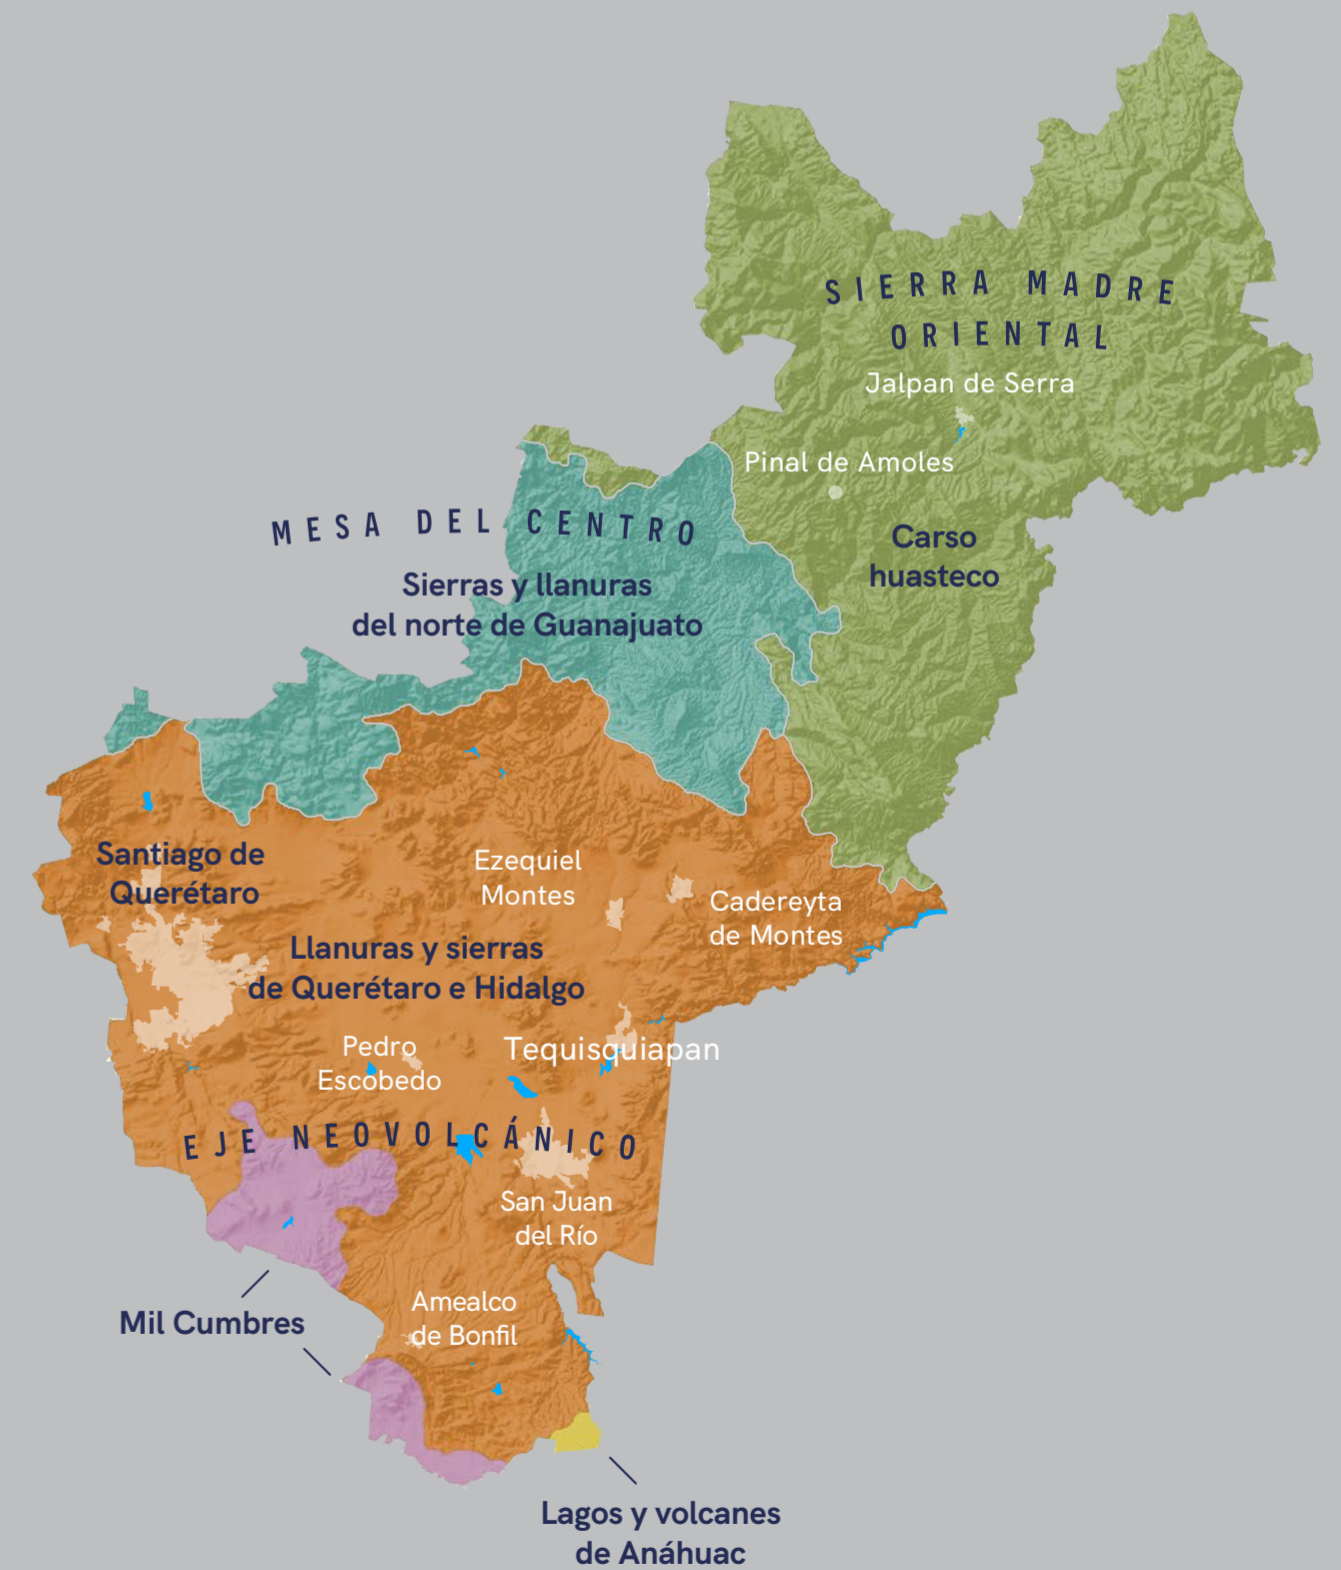 SIERRA MADRE
ORIENTAL
Jalpan de Serra
Pinal de Amoles
Carso
huasteco
MESA DEL CENTRO
Sierras y llanuras
del norte de Guanajuato
Santiago de
Querétaro
Ezequiel
Montes
Cadereyta
de Montes
Llanuras y sierras
de Querétaro e Hidalgo
Pedro
Escobedo
Tequisquiapan
EJE NEOVOLCÁNICO
San Juan
del Río
Amealco
de Bonfil
Mil Cumbres
Lagos y volcanes
de Anáhuac